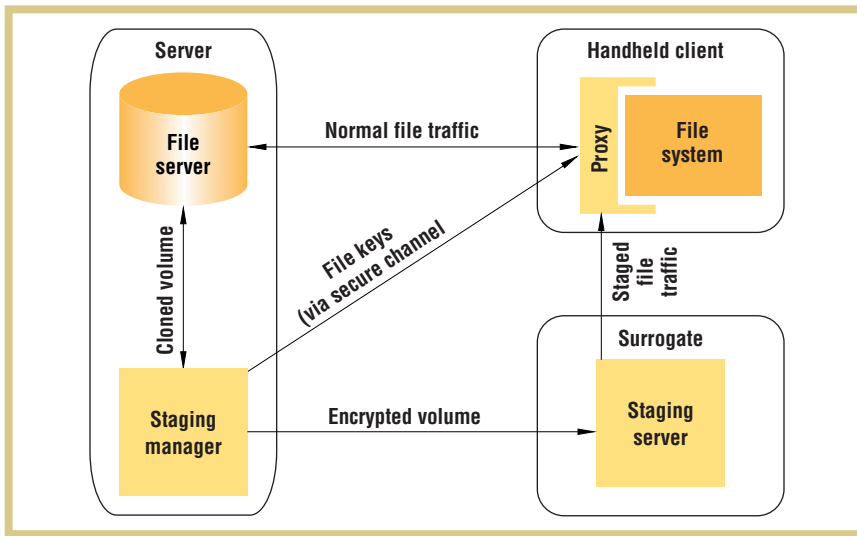 Server
Handheld client
File
server
Normal file traffic
Proxy
File
system
Cloned volume
File keys
(via secure channel
Staged
file
traffic
Surrogate
Staging
manager
Encrypted volume
Staging
server